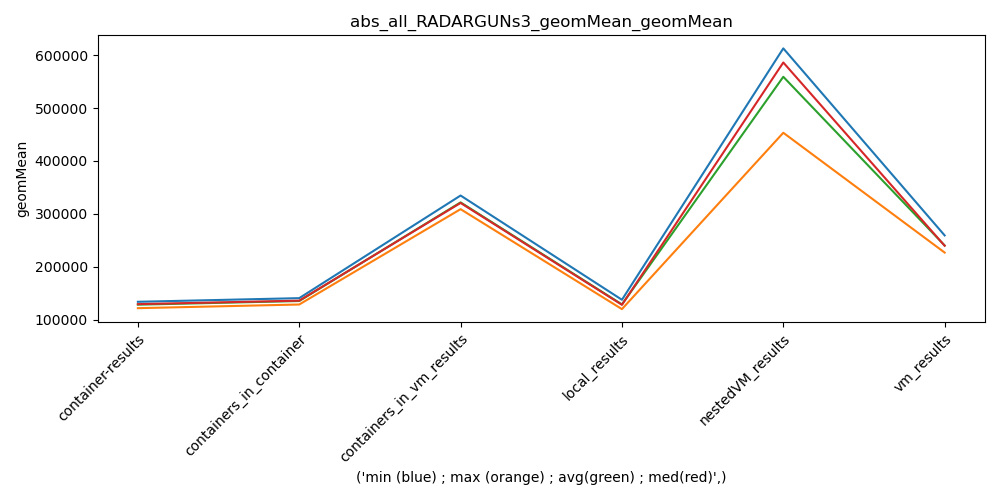 abs_all_RADARGUNs3_geomMean_geomMean
geomMean
600000
500000
400000
300000
200000
100000
container-results
containers_in_container
containers_in_vm_results
local_results
nestedVM_results
vm_results
('min (blue) ; max (orange) ; avg(green) ; med(red)',)